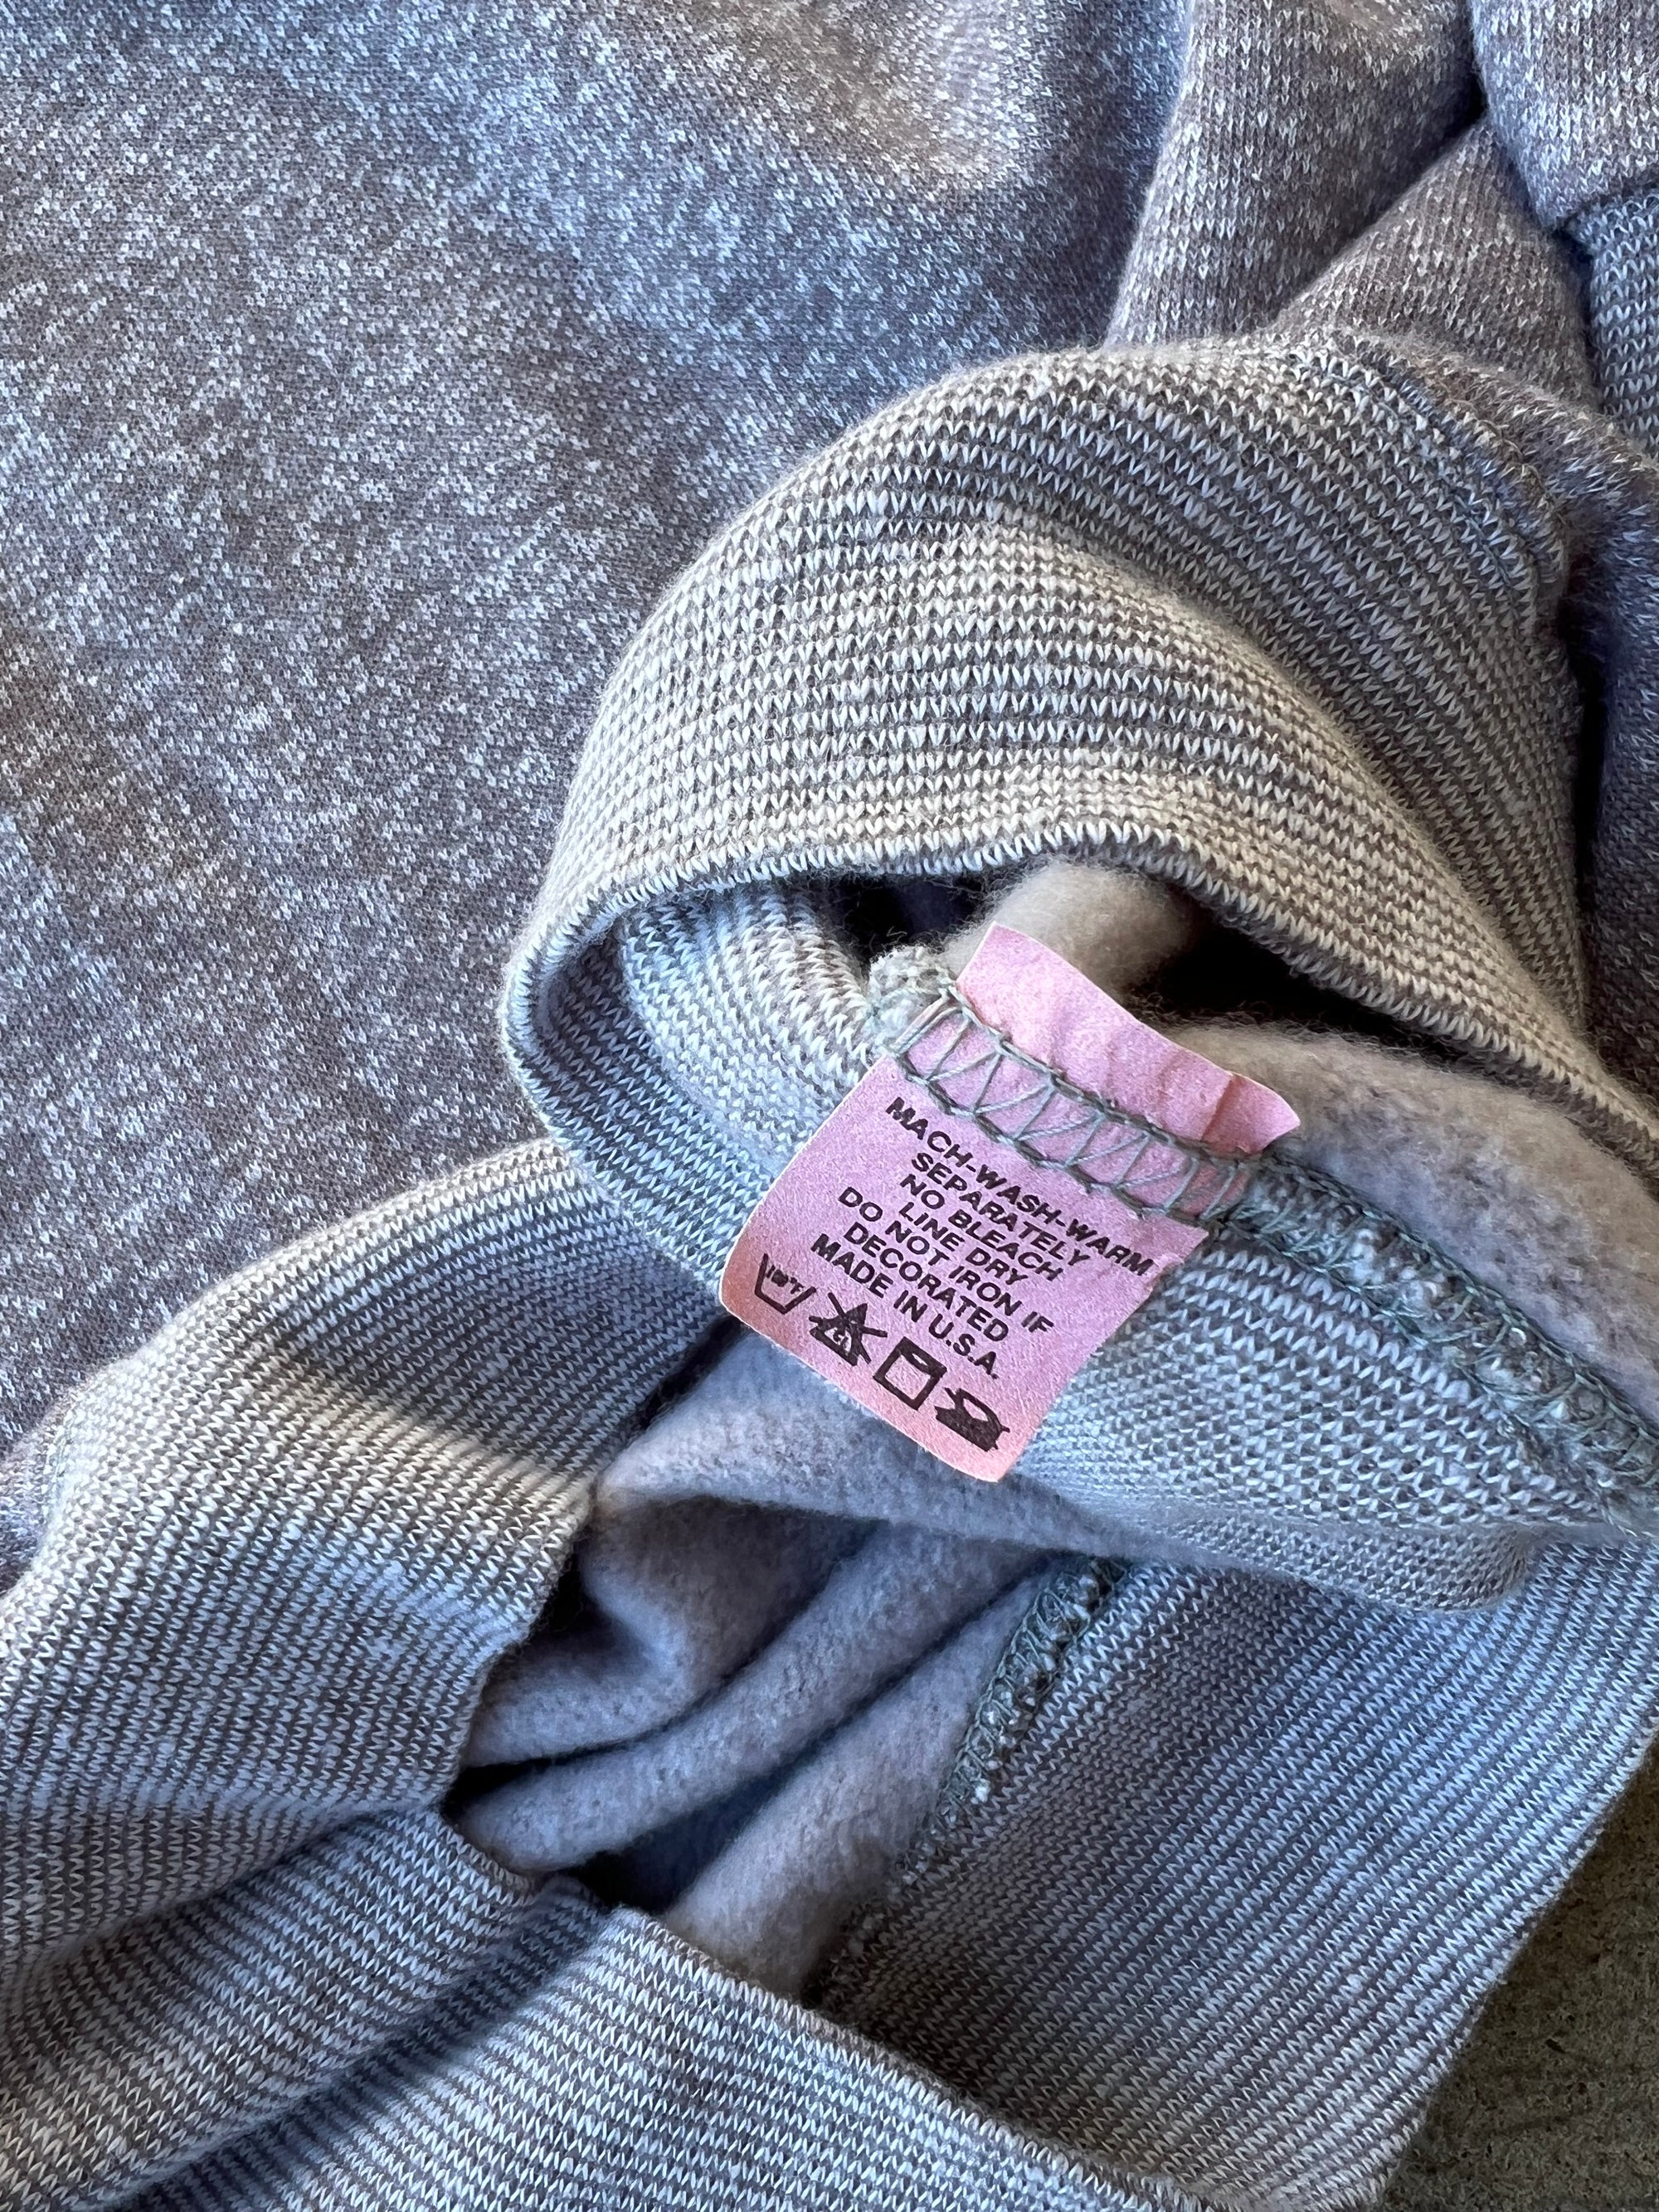 MACH-WASH-WARM
SEPARATELY
NO BLEACH
LINE DRY
DO NOT IRON IF
DECORATED
MADE IN U.S.A.